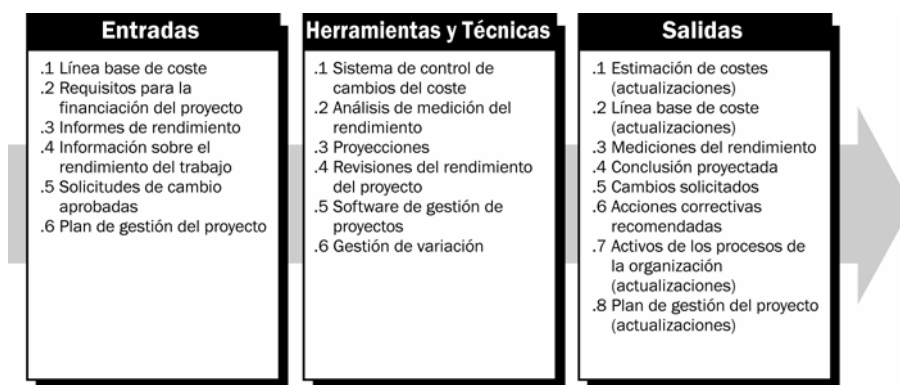 Entradas
.1 Línea base de coste
.2 Requisitos para la
financiación del proyecto
.3 Informes de rendimiento
.4 Información sobre el
rendimiento del trabajo
.5 Solicitudes de cambio
aprobadas
.6 Plan de gestión del proyecto
Herramientas y Técnicas
.1 Sistema de control de
cambios del coste
.2 Análisis de medición del
rendimiento
.3 Proyecciones
.4 Revisiones del rendimiento
del proyecto
.5 Software de gestión de
proyectos
.6 Gestión de variación
Salidas
.1 Estimación de costes
(actualizaciones)
.2 Línea base de coste
(actualizaciones)
.3 Mediciones del rendimiento
.4 Conclusión proyectada
.5 Cambios solicitados
.6 Acciones correctivas
recomendadas
.7 Activos de los procesos de
la organización
(actualizaciones)
.8 Plan de gestión del proyecto
(actualizaciones)